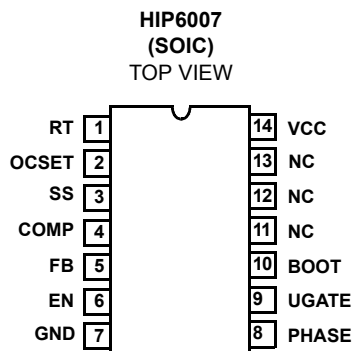 HIP6007
(SOIC)
TOP VIEW
RT 1 14 VCC
OCSET 2 13 NC
SS 3 12 NC
COMP 4 11 NC
FB 5 10 BOOT
EN 6 9 UGATE
GND 7 8 PHASE